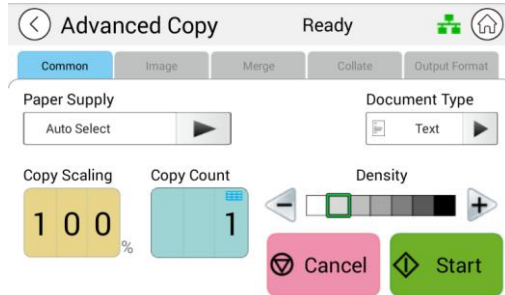 Advanced Copy Ready
Common Image Merge Collate Output Format
Paper Supply Document Type
Auto Select Text
Copy Scaling Copy Count Density
100 % 1
Cancel Start